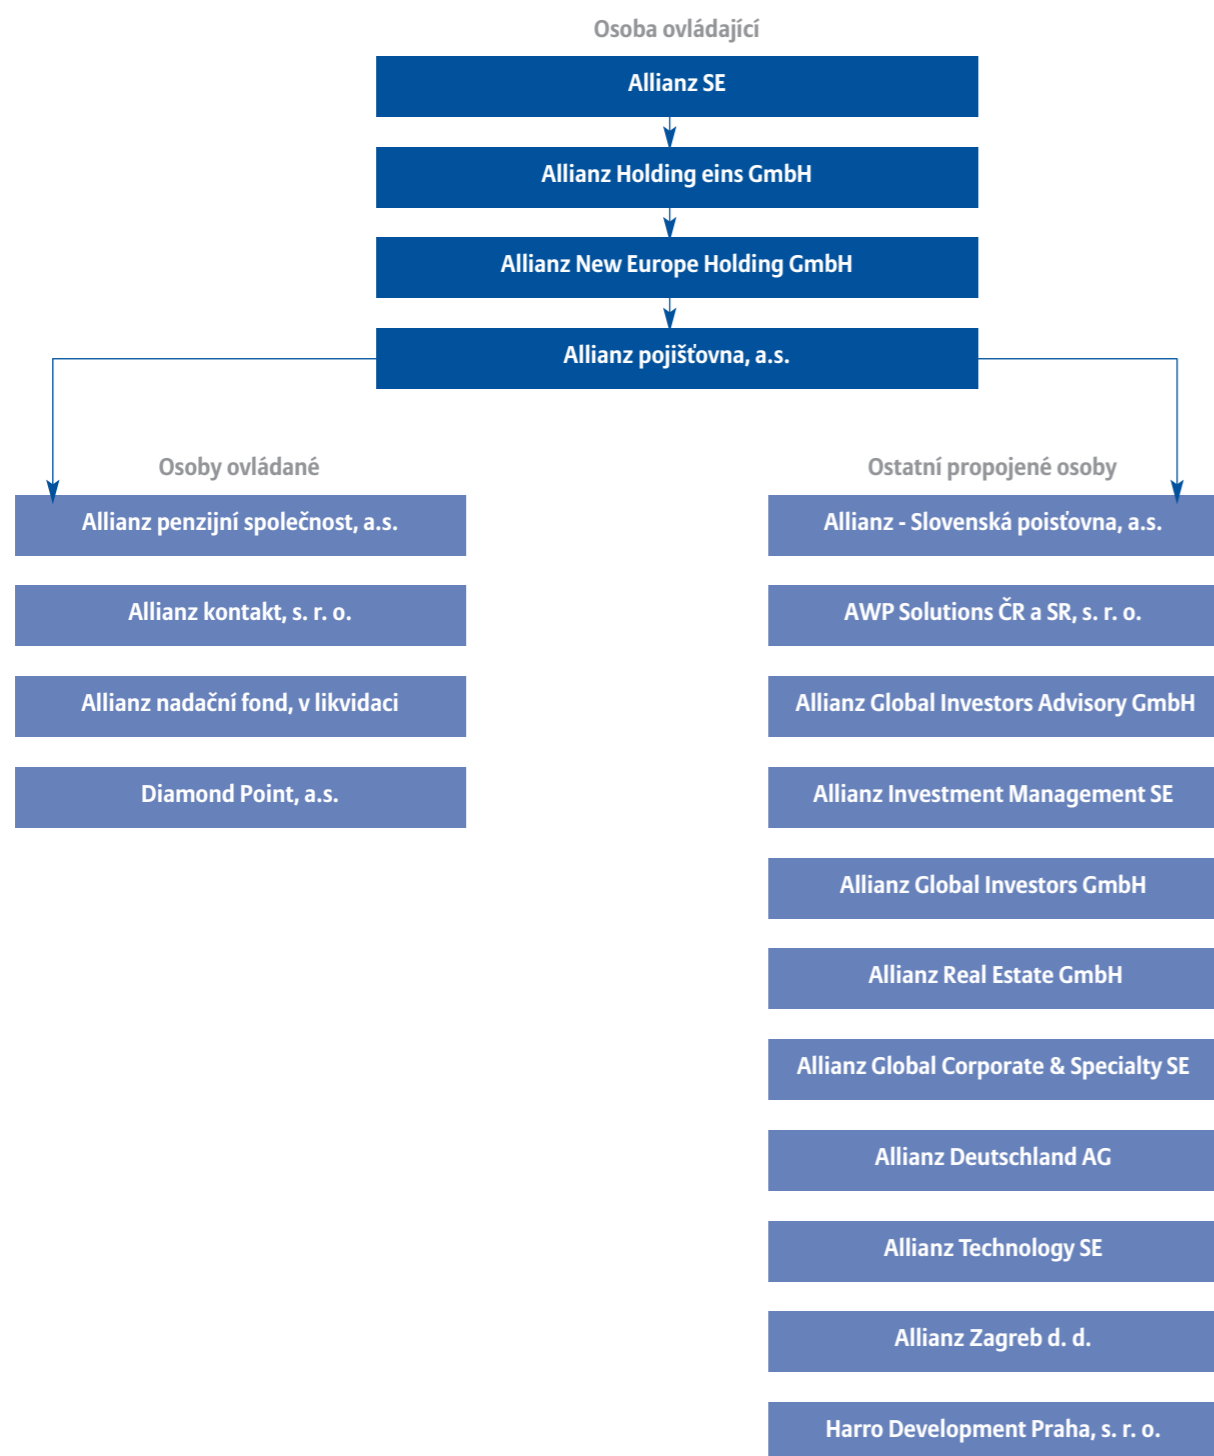 Osoba ovládající
Allianz SE
Allianz Holding eins GmbH
Allianz New Europe Holding GmbH
Allianz pojišťovna, a.s.
Osoby ovládané
Allianz penzijní společnost, a.s.
Allianz kontakt, s. r. o.
Allianz nadační fond, v likvidaci
Diamond Point, a.s.
Ostatní propojené osoby
Allianz - Slovenská poisťovna, a.s.
AWP Solutions ČR a SR, s. r. o.
Allianz Global Investors Advisory GmbH
Allianz Investment Management SE
Allianz Global Investors GmbH
Allianz Real Estate GmbH
Allianz Global Corporate & Specialty SE
Allianz Deutschland AG
Allianz Technology SE
Allianz Zagreb d. d.
Harro Development Praha, s. r. o.